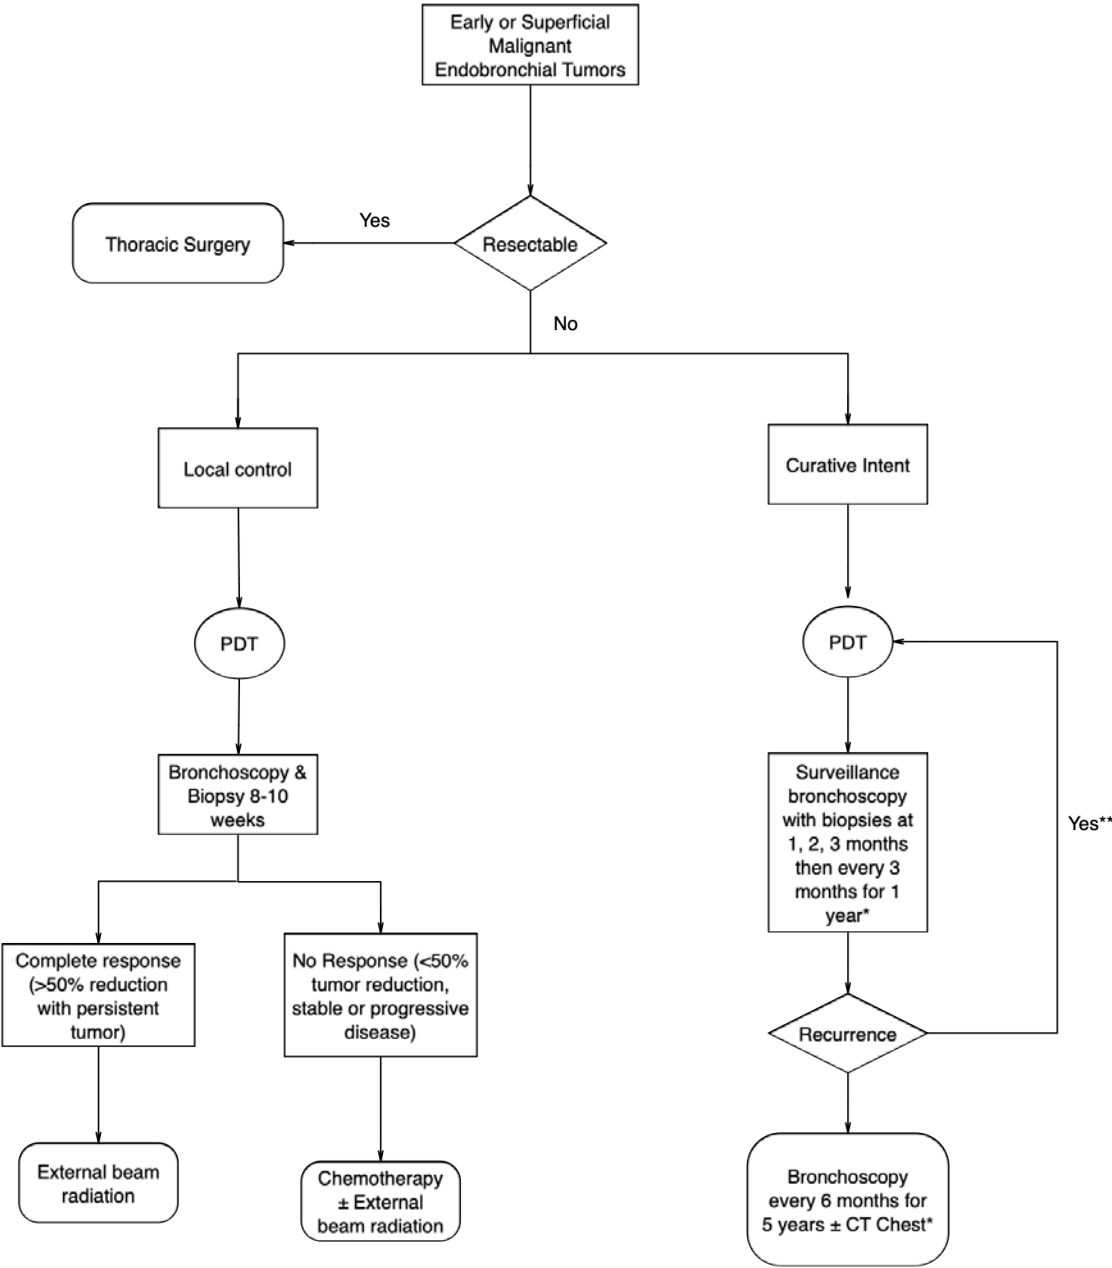 Early or Superficial
Malignant
Endobronchial Tumors
Yes
Thoracic Surgery
Resectable
No
Local control
Curative Intent
PDT
PDT
Bronchoscopy &
Biopsy 8-10
weeks
Surveillance
bronchoscopy
with biopsies at
1, 2, 3 months
then every 3
months for 1
year*
Yes**
Complete response
(>50% reduction
with persistent
tumor)
No Response (<50%
tumor reduction,
stable or progressive
disease)
Recurrence
External beam
radiation
Chemotherapy
± External
beam radiation
Bronchoscopy
every 6 months for
5 years ± CT Chest*